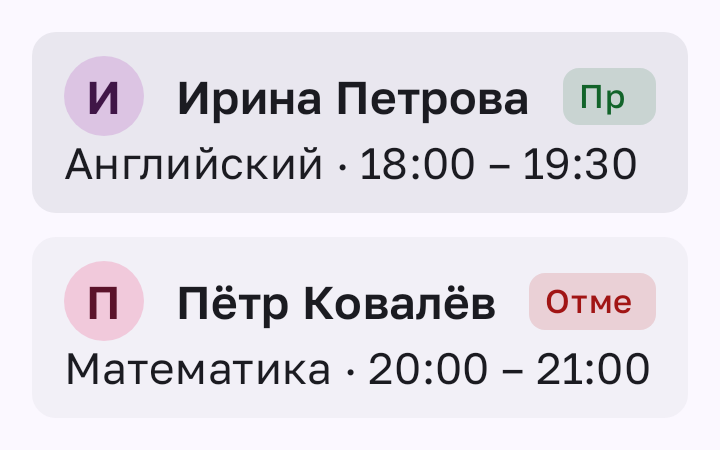 И
Ирина Петрова
Пр
Английский · 18:00 – 19:30
П
Пётр Ковалёв
Отме
Математика · 20:00 – 21:00